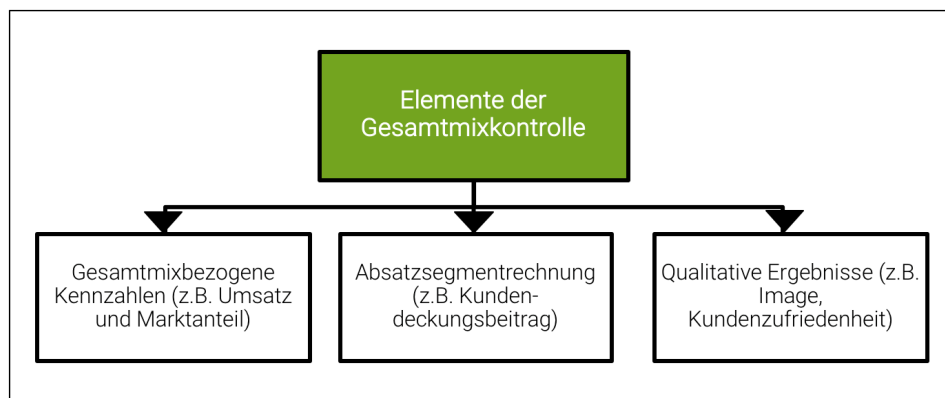 Elemente der
Gesamtmixkontrolle
Gesamtmixbezogene
Kennzahlen (z.B. Umsatz
und Marktanteil)
Absatzsegmentrechnung
(z.B. Kunden-
deckungsbeitrag)
Qualitative Ergebnisse (z.B.
Image,
Kundenzufriedenheit)